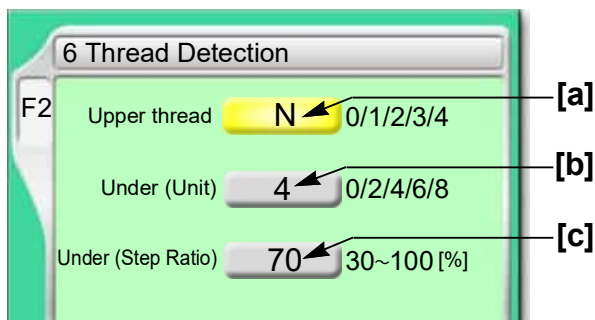 6 Thread Detection
F2
Upper thread N 0/1/2/3/4 [a]
Under (Unit) 4 0/2/4/6/8 [b]
Under (Step Ratio) 70 30~100 [%] [c]